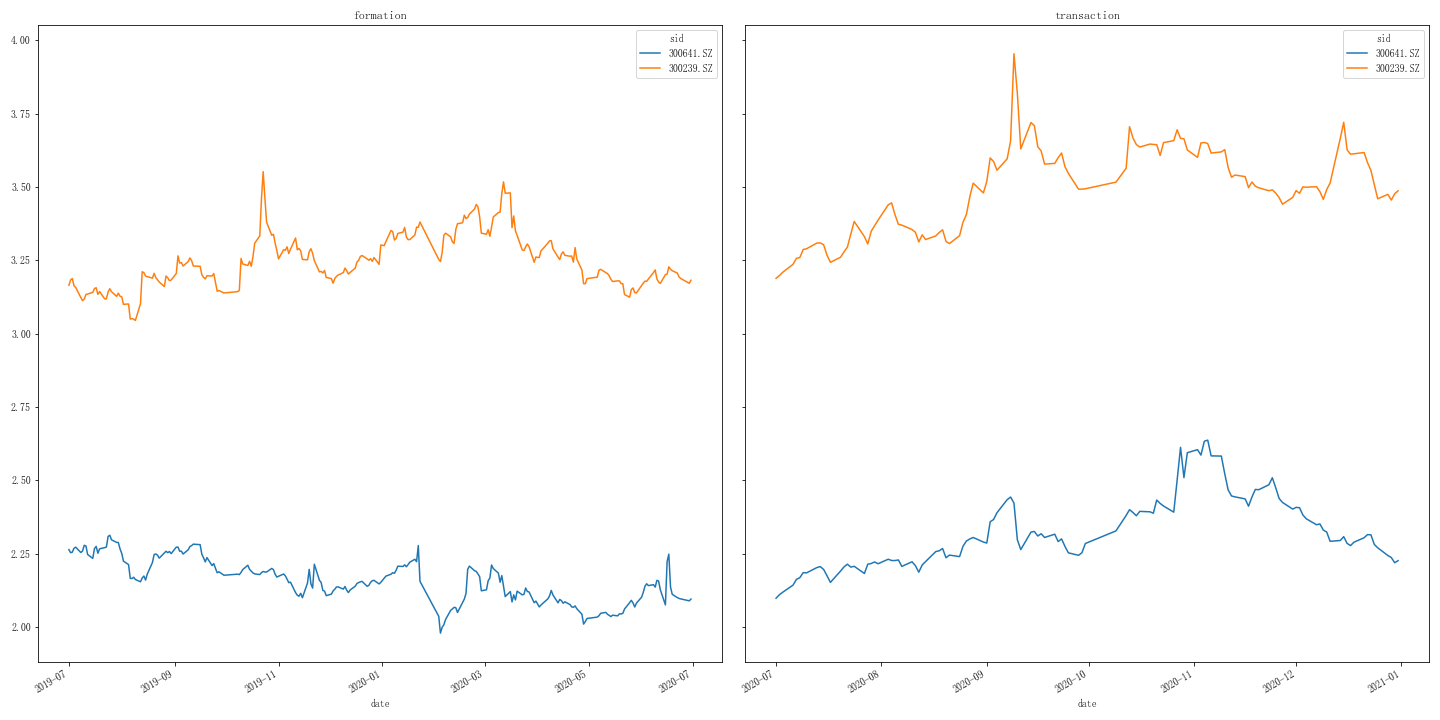 formation
4.00
3.75
3.50
3.25
3.00
2.75
2.50
2.25
2.00
sid
300641.SZ
300239.SZ
2019-07
2019-09
2019-11
2020-01
2020-03
2020-05
2020-07
date
transaction
sid
300641.SZ
300239.SZ
2020-07
2020-08
2020-09
2020-10
2020-11
2020-12
2021-01
date